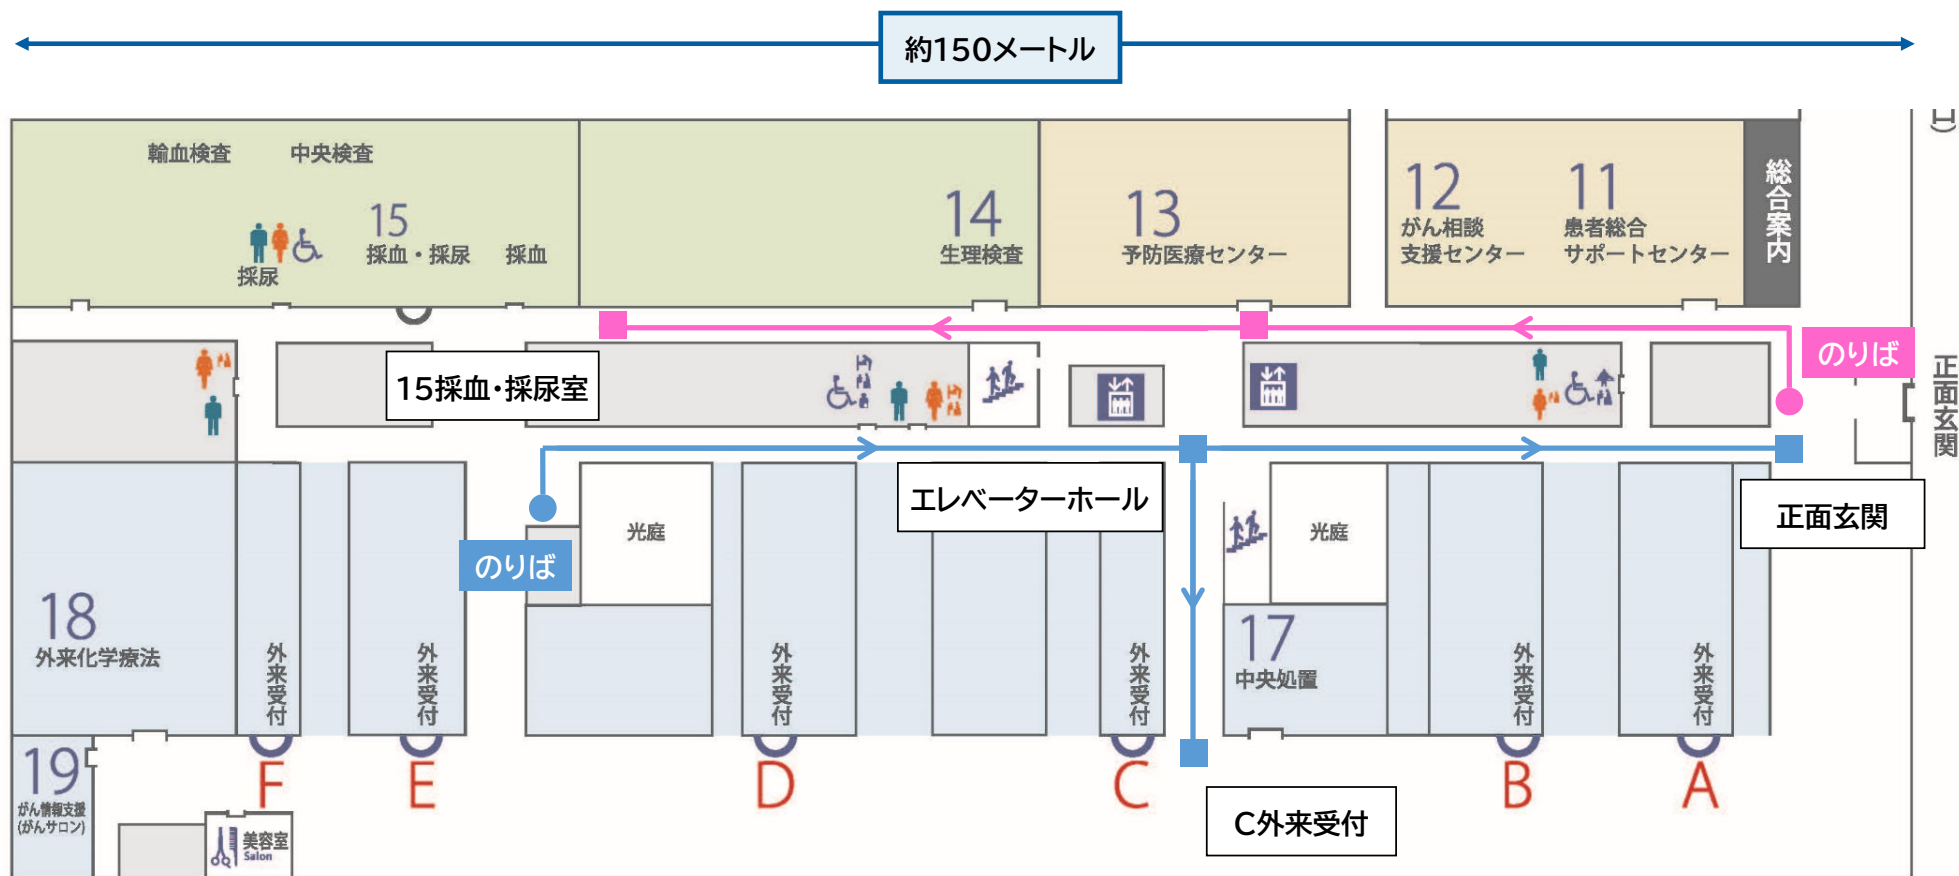 約150メートル
輸血検査
中央検査
15
採血・採尿
採血
採尿
14
生理検査
13
予防医療センター
12
がん相談
支援センター
11
患者総合
サポートセンター
総合案内
口)
のりば
正面玄関
15採血・採尿室
エレベーターホール
正面玄関
光庭
光庭
のりば
18
外来化学療法
外来受付
外来受付
外来受付
外来受付
17
中央処置
外来受付
外来受付
19
がん情報支援
(がんサロン)
F
E
D
C
B
A
C外来受付
美容室
Salon